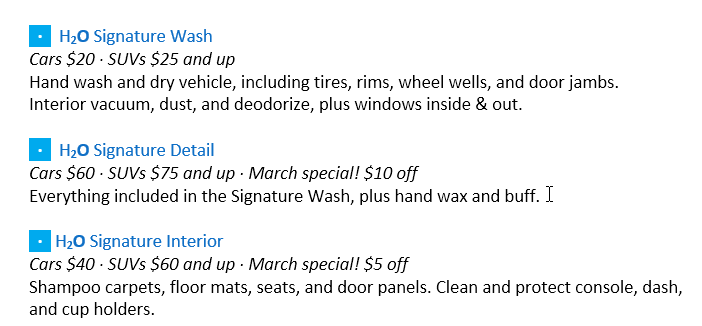 H₂O Signature Wash
Cars $20 · SUVs $25 and up
Hand wash and dry vehicle, including tires, rims, wheel wells, and door jambs.
Interior vacuum, dust, and deodorize, plus windows inside & out.
H₂O Signature Detail
Cars $60 · SUVs $75 and up · March special! $10 off
Everything included in the Signature Wash, plus hand wax and buff.
H₂O Signature Interior
Cars $40 · SUVs $60 and up · March special! $5 off
Shampoo carpets, floor mats, seats, and door panels. Clean and protect console, dash,
and cup holders.